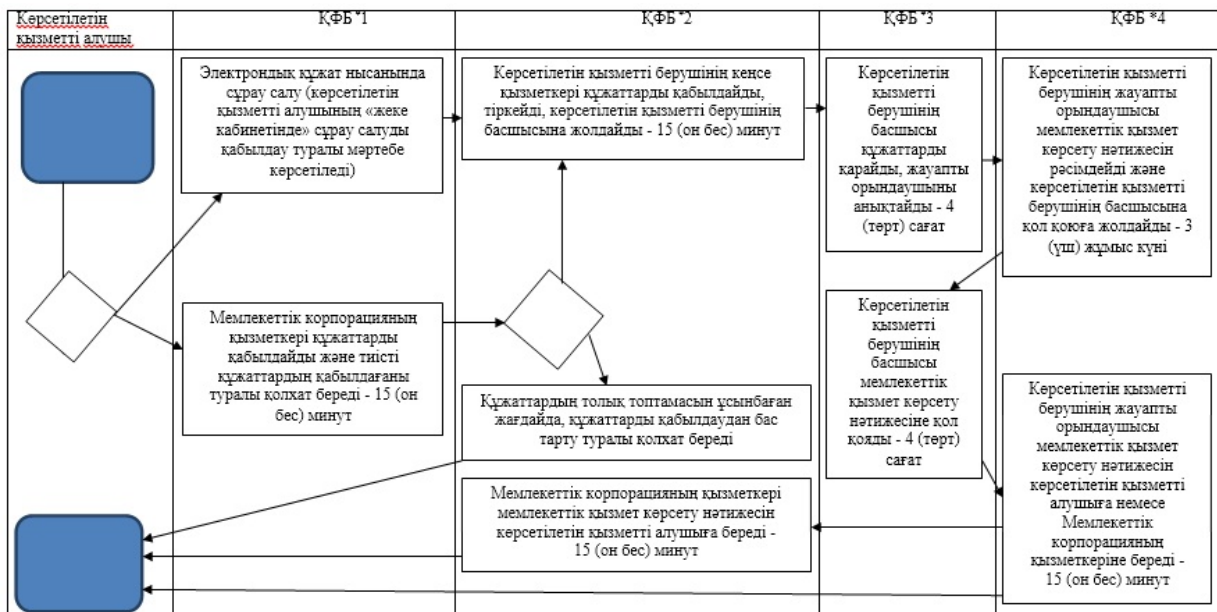 Көрсетілетін
қызметті алушы
ҚФБ *1
ҚФБ *2
ҚФБ *3
ҚФБ *4
Электрондық құжат нысанында
сұрау салу (көрсетілетін
қызметті алушының «жеке
кабинетінде» сұрау салуды
қабылдау туралы мәртебе
көрсетіледі)
Көрсетілетін қызметті берушінің кеңсе
қызметкері құжаттарды қабылдайды,
тіркейді, көрсетілетін қызметті берушінің
басшысына жолдайды - 15 (он бес) минут
Көрсетілетін
қызметті
берушінің
басшысы
құжаттарды
қарайды, жауапты
орындаушыны
анықтайды - 4
(төрт) сағат
Көрсетілетін қызметті
берушінің жауапты
орындаушысы
мемлекеттік қызмет
көрсету нәтижесін
рәсімдейді және
көрсетілетін қызметті
берушінің басшысына
қол қоюға жолдайды - 3
(үш) жұмыс күні
Мемлекеттік корпорацияның
қызметкері құжаттарды
қабылдайды және тиісті
құжаттардың қабылдағаны
туралы қолхат береді - 15 (он
бес) минут
Құжаттардың толық топтамасын ұсынбаған
жағдайда, құжаттарды қабылдаудан бас
тарту туралы қолхат береді
Көрсетілетін
қызметті
берушінің
басшысы
мемлекеттік
қызмет көрсету
нәтижесіне қол
қояды - 4 (төрт)
сағат
Көрсетілетін қызметті
берушінің жауапты
орындаушысы
мемлекеттік қызмет
көрсету нәтижесін
көрсетілетін қызметті
алушыға немесе
Мемлекеттік
корпорацияның
қызметкеріне береді -
15 (он бес) минут
Мемлекеттік корпорацияның қызметкері
мемлекеттік қызмет көрсету нәтижесін
көрсетілетін қызметті алушыға береді -
15 (он бес) минут